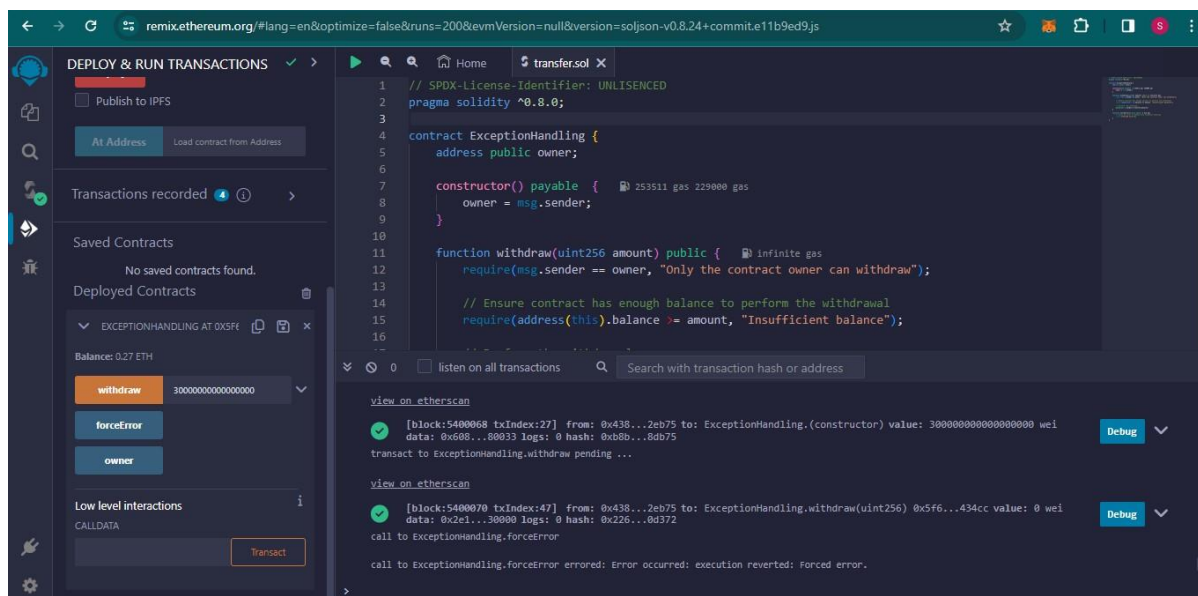 remix.ethereum.org/#lang=en&optimize=false&runs=200&evmVersion=null&version=soljson-v0.8.24+commit.e11b9ed9.js
S
DEPLOY & RUN TRANSACTIONS
Publish to IPFS
At Address
Load contract from Address
Transactions recorded 4 i
Saved Contracts
No saved contracts found.
Deployed Contracts
EXCEPTIONHANDLING AT 0X5F6
Balance: 0.27 ETH
withdraw
30000000000000000
forceError
owner
Low level interactions
i
CALLDATA
Transact
Home
transfer.sol
1 // SPDX-License-Identifier: UNLISENCED
2 pragma solidity ^0.8.0;
3
4 contract ExceptionHandling {
5 address public owner;
6
7 constructor() payable { 253511 gas 229000 gas
8 owner = msg.sender;
9 }
10
11 function withdraw(uint256 amount) public { infinite gas
12 require(msg.sender == owner, "Only the contract owner can withdraw");
13
14 // Ensure contract has enough balance to perform the withdrawal
15 require(address(this).balance >= amount, "Insufficient balance");
16
0
listen on all transactions
Search with transaction hash or address
view on etherscan
[block:5400068 txIndex:27] from: 0x438...2eb75 to: ExceptionHandling.(constructor) value: 300000000000000000 wei
data: 0x608...80033 logs: 0 hash: 0xb8b...8db75
Debug
transact to ExceptionHandling.withdraw pending ...
view on etherscan
[block:5400070 txIndex:47] from: 0x438...2eb75 to: ExceptionHandling.withdraw(uint256) 0x5f6...434cc value: 0 wei
data: 0x2e1...30000 logs: 0 hash: 0x226...0d372
Debug
call to ExceptionHandling.forceError
call to ExceptionHandling.forceError errored: Error occurred: execution reverted: Forced error.
>